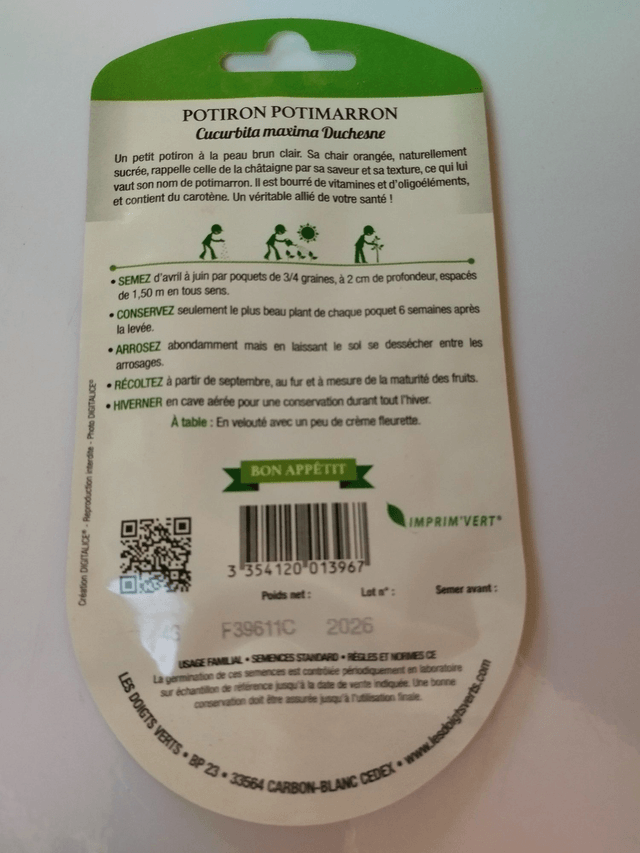 POTIRON POTIMARRON
Cucurbita maxima Duchesne
Un petit potiron à la peau brun clair. Sa chair orangée, naturellement
sucrée, rappelle celle de la châtaigne par sa saveur et sa texture, ce qui lui
vaut son nom de potimarron. Il est bourré de vitamines et d'oligoéléments,
et contient du carotène. Un véritable allié de votre santé !
• SEMEZ d'avril à juin par poquets de 3/4 graines, à 2 cm de profondeur, espacés
de 1,50 m en tous sens.
• CONSERVEZ seulement le plus beau plant de chaque poquet 6 semaines après
la levée.
• ARROSEZ abondamment mais en laissant le sol se dessécher entre les
arrosages.
• RÉCOLTEZ à partir de septembre, au fur et à mesure de la maturité des fruits.
• HIVERNER en cave aérée pour une conservation durant tout l'hiver.
À table : En velouté avec un peu de crème fleurette.
Création DIGITALICE® - Reproduction interdite - Photo DIGITALICE®
BON APPÉTIT
IMPRIM'VERT®
3 354120 013967
Poids net : Lot n° : Semer avant :
F39611C 2026
USAGE FAMILIAL • SEMENCES STANDARD • RÈGLES ET NORMES CE
La germination de ces semences est contrôlée périodiquement en laboratoire
sur échantillon de référence jusqu'à la date de vente indiquée. Une bonne
conservation doit être assurée jusqu'à l'utilisation finale.
LES DOIGTS VERTS • BP 23 • 33564 CARBON-BLANC CEDEX • www.lesdoigtsverts.com